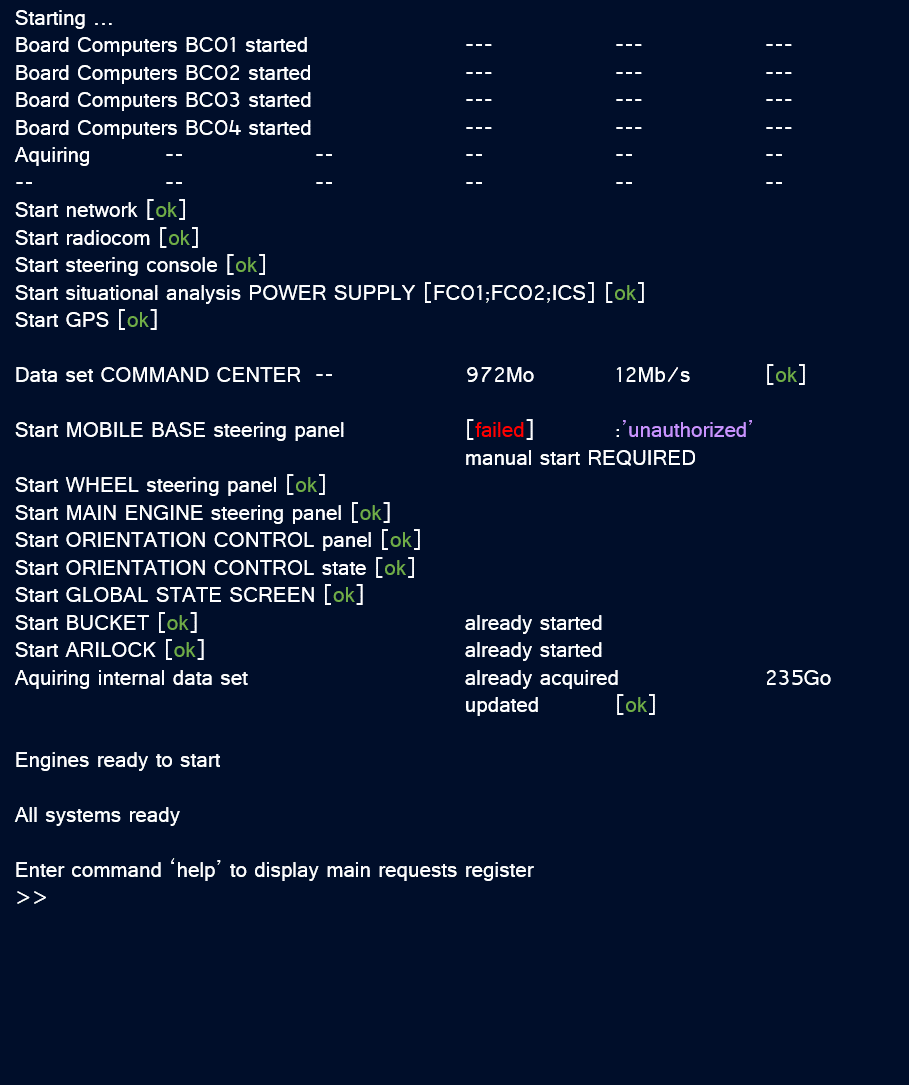 Starting ...
Board Computers BC01 started --- --- ---
Board Computers BC02 started --- --- ---
Board Computers BC03 started --- --- ---
Board Computers BC04 started --- --- ---
Aquiring -- -- -- -- --
-- -- -- -- -- --
Start network [ok]
Start radiocom [ok]
Start steering console [ok]
Start situational analysis POWER SUPPLY [FC01;FC02;ICS] [ok]
Start GPS [ok]
Data set COMMAND CENTER -- 972Mo 12Mb/s [ok]
Start MOBILE BASE steering panel [failed] :'unauthorized'
manual start REQUIRED
Start WHEEL steering panel [ok]
Start MAIN ENGINE steering panel [ok]
Start ORIENTATION CONTROL panel [ok]
Start ORIENTATION CONTROL state [ok]
Start GLOBAL STATE SCREEN [ok]
Start BUCKET [ok] already started
Start ARILOCK [ok] already started
Aquiring internal data set already acquired 235Go
updated [ok]
Engines ready to start
All systems ready
Enter command ‘help’ to display main requests register
>>